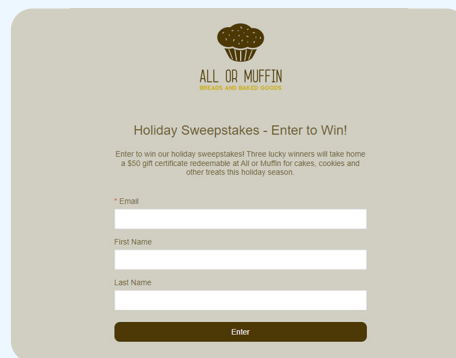 ALL OR MUFFIN
BREADS AND BAKED GOODS
Holiday Sweepstakes - Enter to Win!
Enter to win our holiday sweepstakes! Three lucky winners will take home
a $50 gift certificate redeemable at All or Muffin for cakes, cookies and
other treats this holiday season.
* Email
First Name
Last Name
Enter